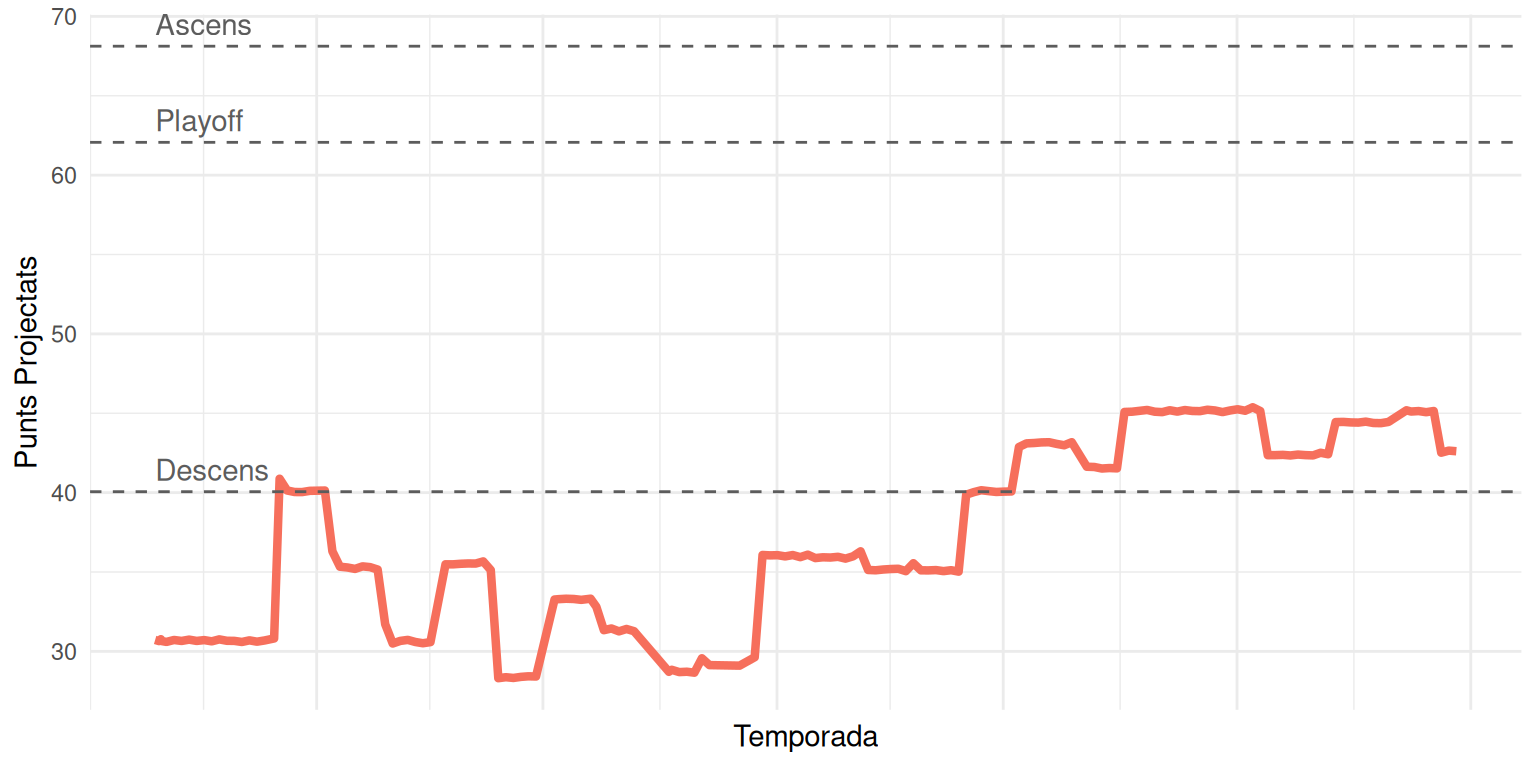 70
Ascens
Playoff
60
50
Descens
40
30
Punts Projectats
Temporada